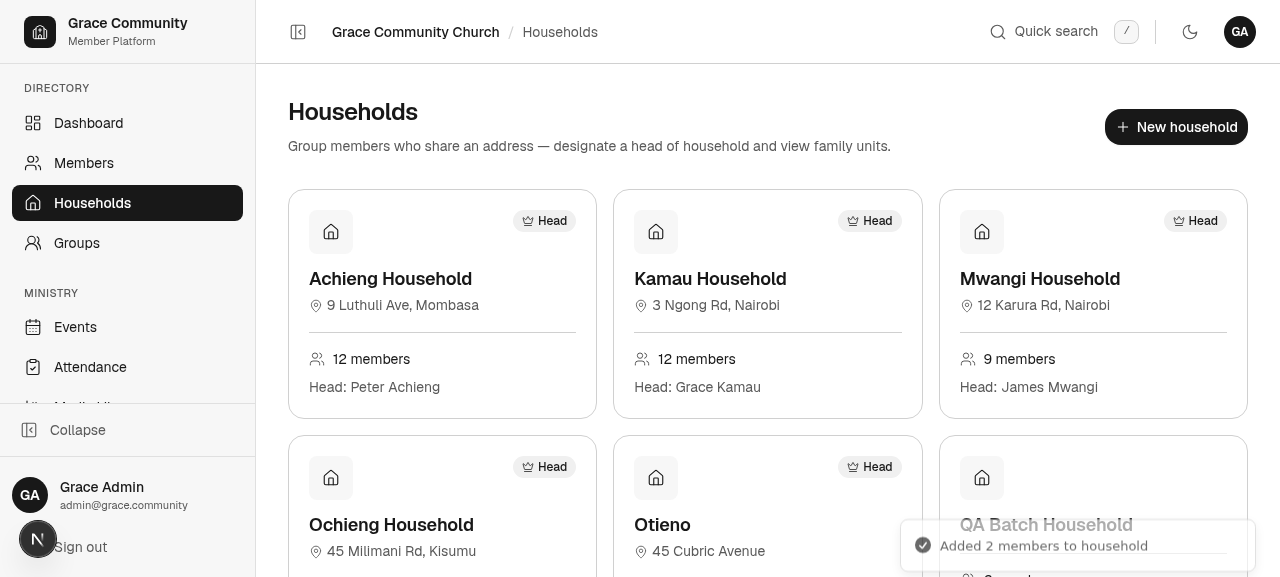 Grace Community
Member Platform
DIRECTORY
Dashboard
Members
Households
Groups
MINISTRY
Events
Attendance
Collapse
GA
Grace Admin
admin@grace.community
N
Sign out
Grace Community Church / Households
Quick search /
GA
Households
Group members who share an address — designate a head of household and view family units.
New household
Head
Achieng Household
9 Luthuli Ave, Mombasa
12 members
Head: Peter Achieng
Head
Kamau Household
3 Ngong Rd, Nairobi
12 members
Head: Grace Kamau
Head
Mwangi Household
12 Karura Rd, Nairobi
9 members
Head: James Mwangi
Head
Ochieng Household
45 Milimani Rd, Kisumu
Head
Otieno
45 Cubric Avenue
QA Batch Household
Added 2 members to household